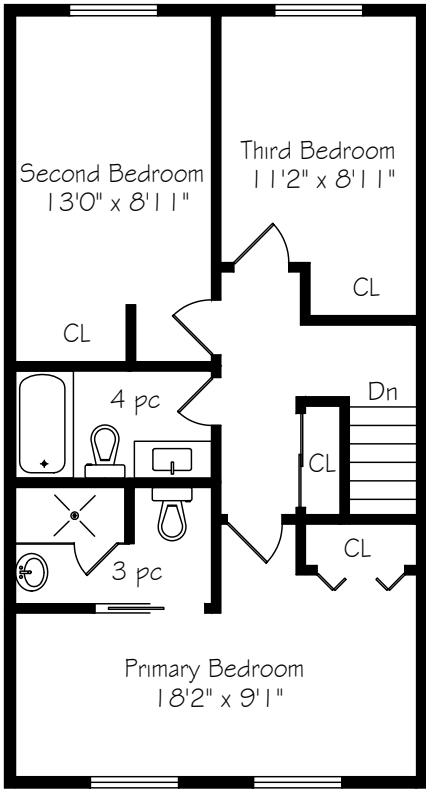 Third Bedroom
11'2" x 8'11"
Second Bedroom
13'0" x 8'11"
CL
CL
Dn
4 pc
CL
CL
3 pc
Primary Bedroom
18'2" x 9'1"